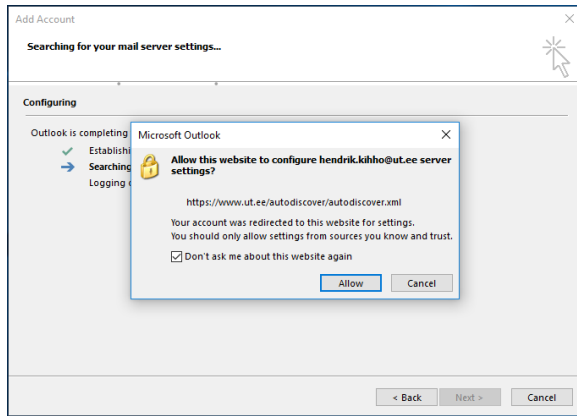 Add Account
Searching for your mail server settings...
Configuring
Outlook is completing
Establishi
Searching
Logging
Microsoft Outlook
Allow this website to configure hendrik.kihho@ut.ee server
settings?
https://www.ut.ee/autodiscover/autodiscover.xml
Your account was redirected to this website for settings.
You should only allow settings from sources you know and trust.
Don't ask me about this website again
Allow Cancel
< Back Next > Cancel